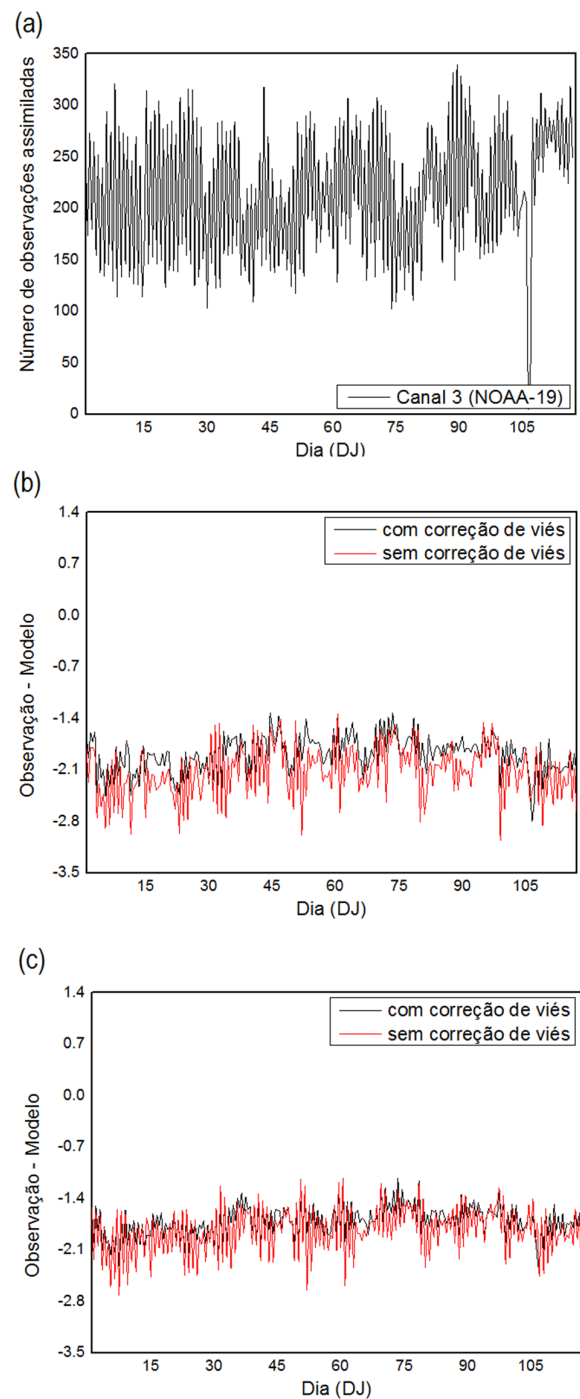 (a)
Número de observações assimiladas
350
300
250
200
150
100
50
0
Canal 3 (NOAA-19)
15 30 45 60 75 90 105
Dia (DJ)
(b)
Observação - Modelo
1.4
0.7
0.0
-0.7
-1.4
-2.1
-2.8
-3.5
com correção de viés
sem correção de viés
15 30 45 60 75 90 105
Dia (DJ)
(c)
Observação - Modelo
1.4
0.7
0.0
-0.7
-1.4
-2.1
-2.8
-3.5
com correção de viés
sem correção de viés
15 30 45 60 75 90 105
Dia (DJ)